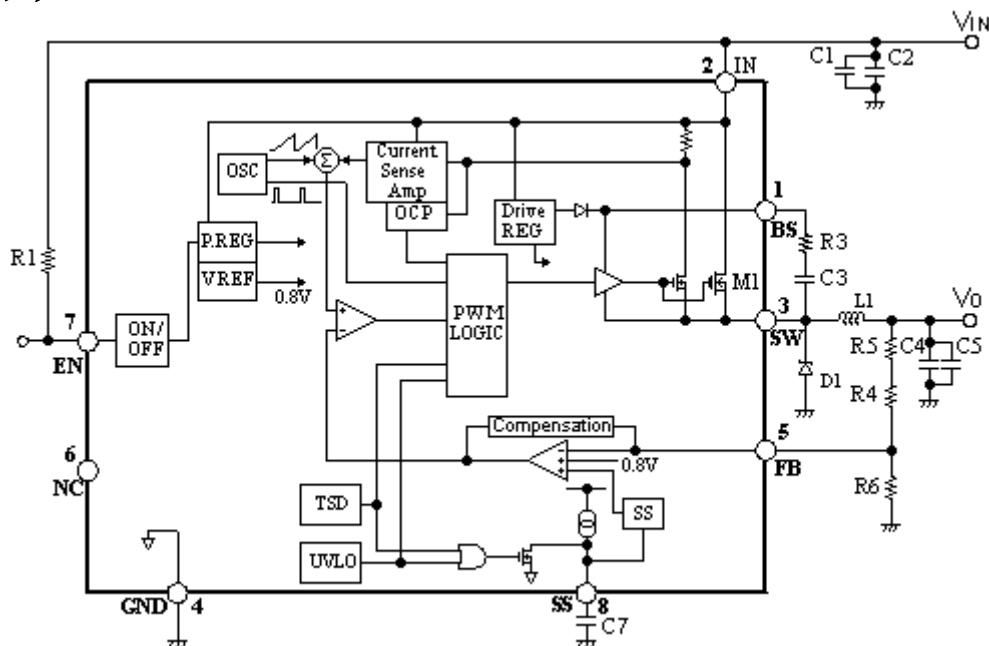 VIN
C1
C2
2
IN
Current
Sense
Amp
OCP
OSC
Σ
Drive
REG
1
BS
R3
C3
R1
P.REG
VREF
0.8V
M1
PWM
LOGIC
3
SW
L1
VO
7
EN
ON/
OFF
D1
R5
C4
C5
R4
Compensation
5
FB
0.8V
R6
6
NC
TSD
SS
UVLO
GND
4
SS
8
C7